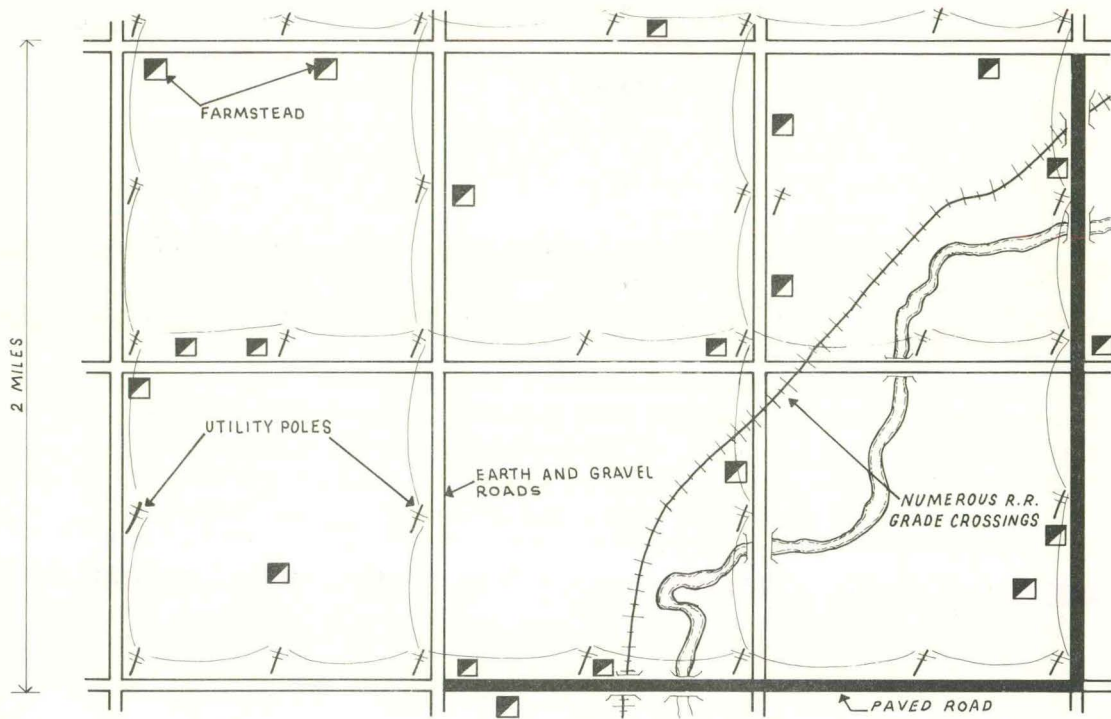 FARMSTEAD
2 MILES
UTILITY POLES
EARTH AND GRAVEL
ROADS
NUMEROUS R.R.
GRADE CROSSINGS
PAVED ROAD